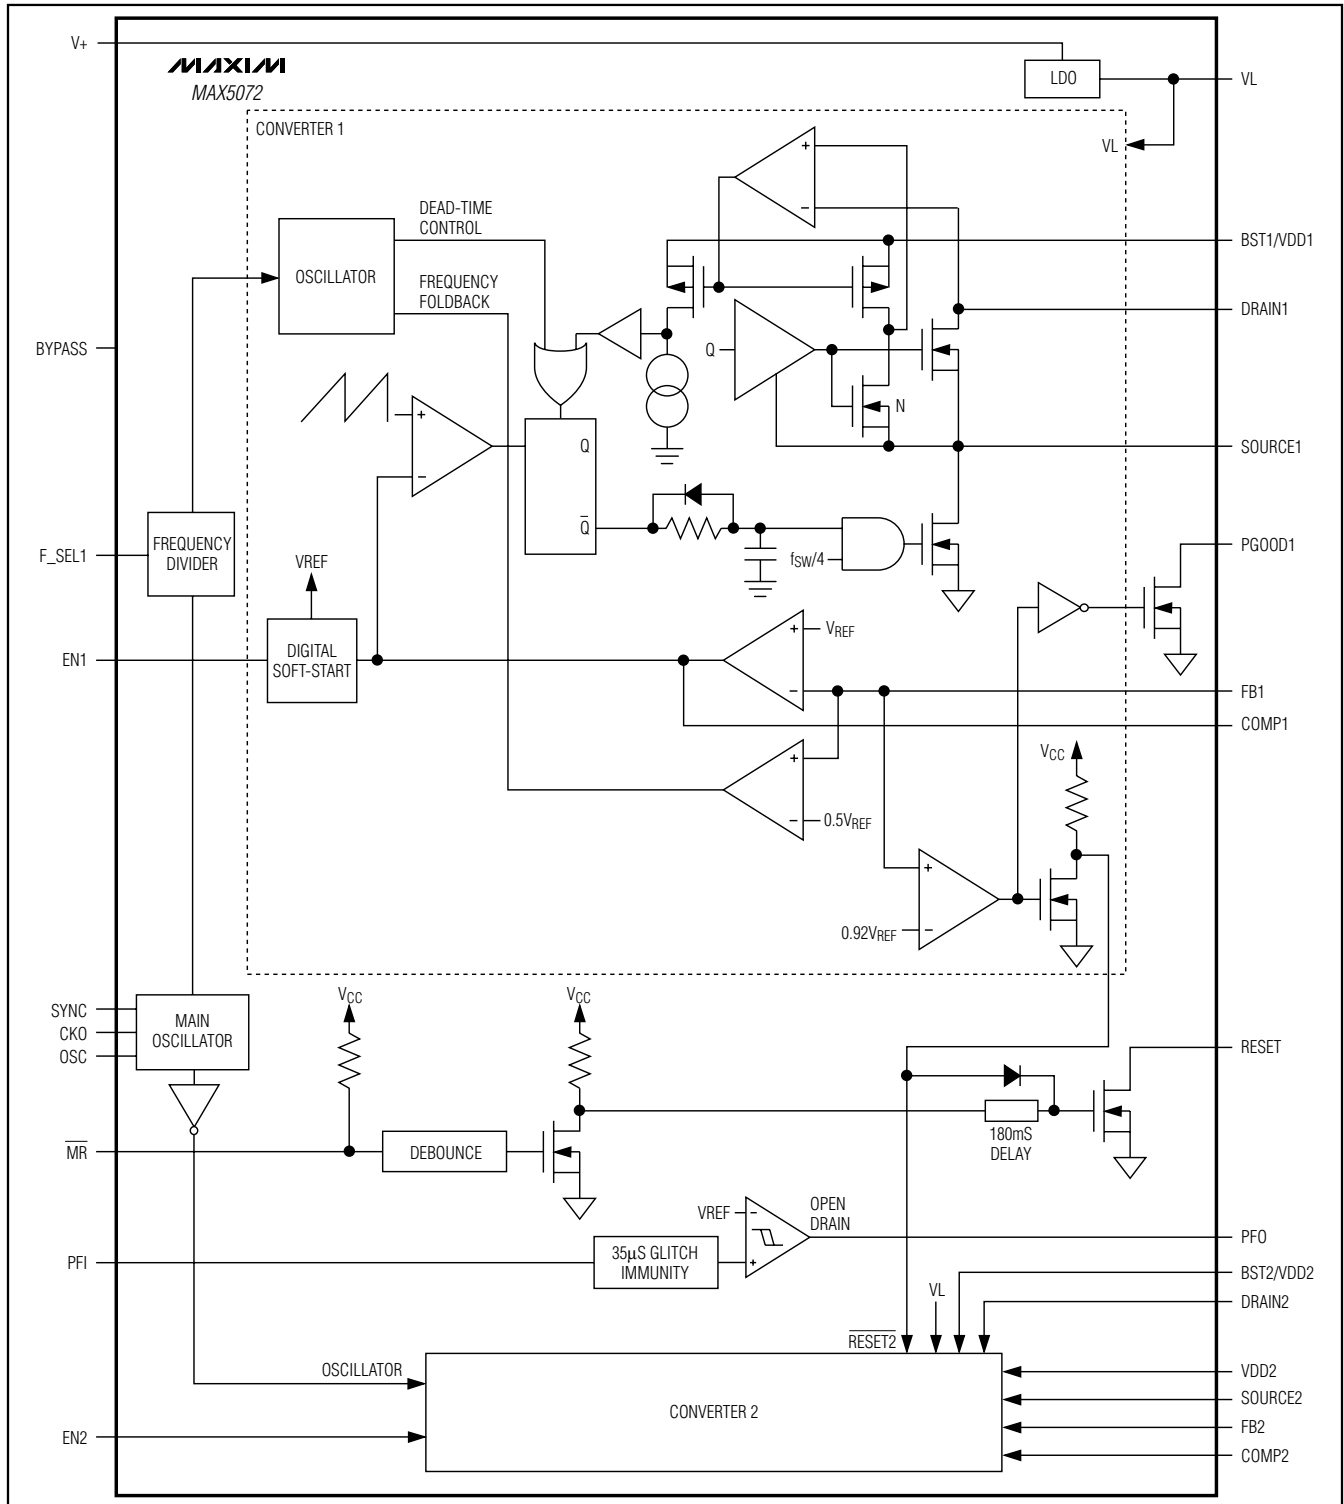 V+
MAXIM
MAX5072
LDO
VL
CONVERTER 1
VL
DEAD-TIME
CONTROL
OSCILLATOR
FREQUENCY
FOLDBACK
+
−
BST1/VDD1
DRAIN1
BYPASS
Q
N
+
−
Q
Q̅
SOURCE1
fSW/4
F_SEL1
FREQUENCY
DIVIDER
VREF
PGOOD1
EN1
DIGITAL
SOFT-START
+
VREF
−
FB1
COMP1
+
−
0.5VREF
VCC
+
0.92VREF
−
SYNC
CKO
OSC
MAIN
OSCILLATOR
VCC
VCC
RESET
180mS
DELAY
M̅R̅
DEBOUNCE
VREF
−
+
OPEN
DRAIN
PFO
PFI
35µS GLITCH
IMMUNITY
BST2/VDD2
VL
DRAIN2
R̅E̅S̅E̅T̅2̅
OSCILLATOR
CONVERTER 2
VDD2
SOURCE2
FB2
COMP2
EN2